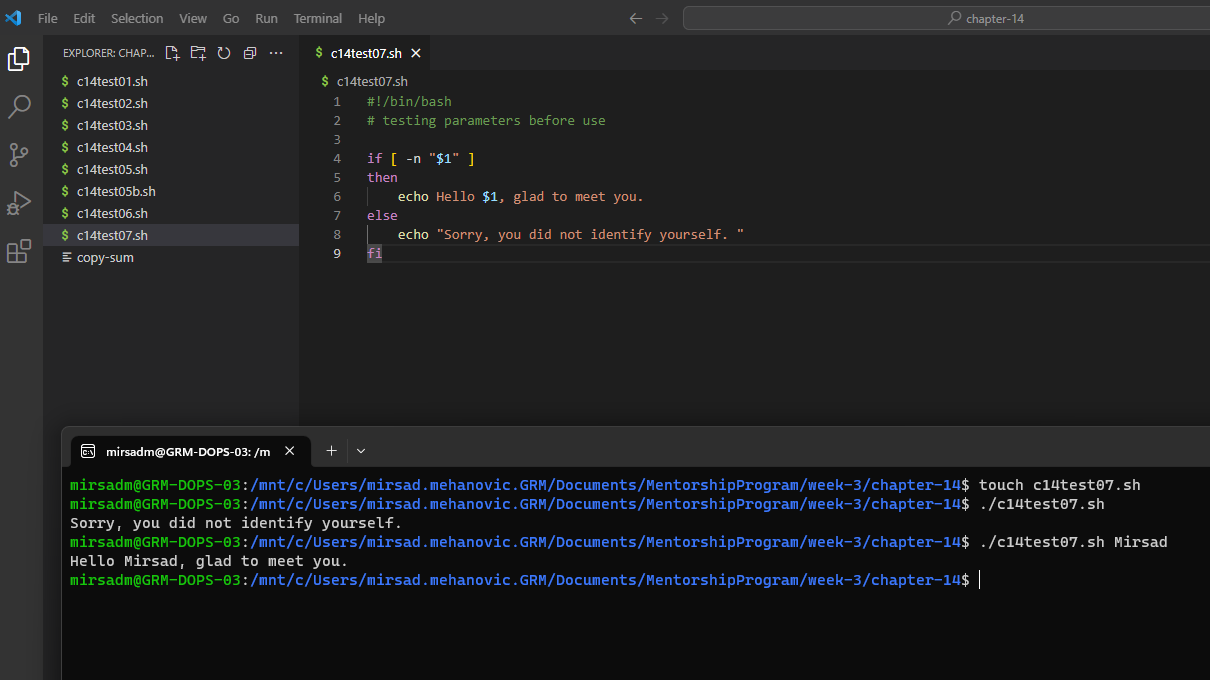 File Edit Selection View Go Run Terminal Help
chapter-14
EXPLORER: CHAP...
c14test07.sh
$ c14test01.sh
$ c14test02.sh
$ c14test03.sh
$ c14test04.sh
$ c14test05.sh
$ c14test05b.sh
$ c14test06.sh
$ c14test07.sh
copy-sum
$ c14test07.sh
1 #!/bin/bash
2 # testing parameters before use
3
4 if [ -n "$1" ]
5 then
6 echo Hello $1, glad to meet you.
7 else
8 echo "Sorry, you did not identify yourself. "
9 fi
mirsadm@GRM-DOPS-03: /m
mirsadm@GRM-DOPS-03:/mnt/c/Users/mirsad.mehanovic.GRM/Documents/MentorshipProgram/week-3/chapter-14$ touch c14test07.sh
mirsadm@GRM-DOPS-03:/mnt/c/Users/mirsad.mehanovic.GRM/Documents/MentorshipProgram/week-3/chapter-14$ ./c14test07.sh
Sorry, you did not identify yourself.
mirsadm@GRM-DOPS-03:/mnt/c/Users/mirsad.mehanovic.GRM/Documents/MentorshipProgram/week-3/chapter-14$ ./c14test07.sh Mirsad
Hello Mirsad, glad to meet you.
mirsadm@GRM-DOPS-03:/mnt/c/Users/mirsad.mehanovic.GRM/Documents/MentorshipProgram/week-3/chapter-14$